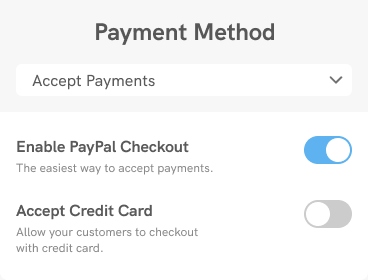 Payment Method
Accept Payments
Enable PayPal Checkout
The easiest way to accept payments.
Accept Credit Card
Allow your customers to checkout
with credit card.